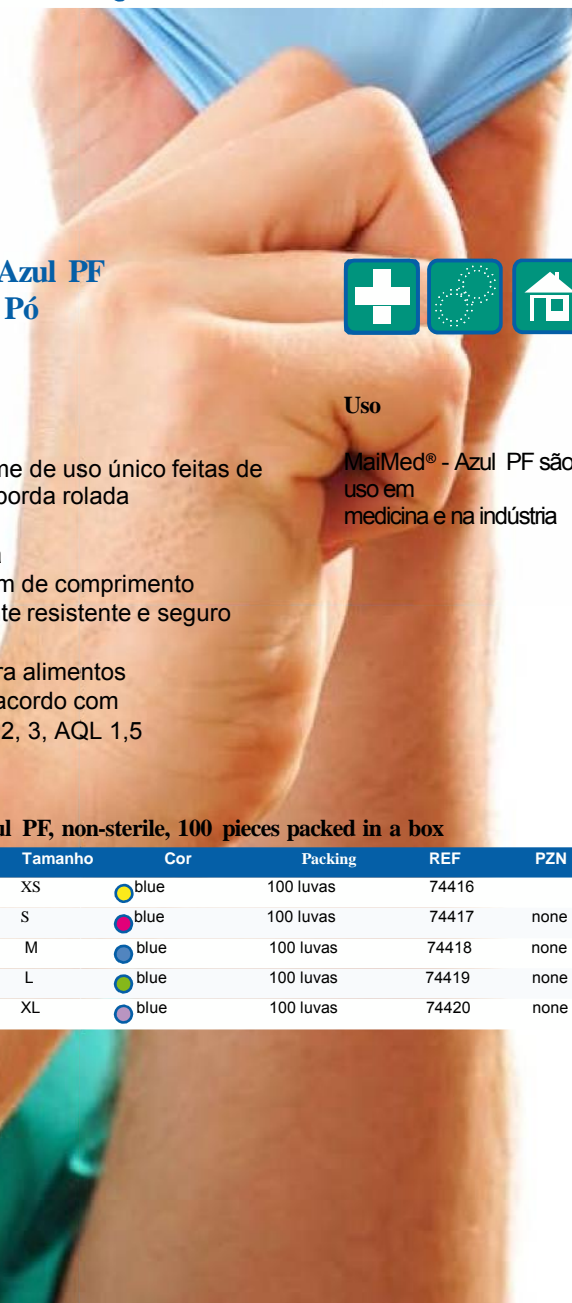 Azul PF
Pó
Uso
me de uso único feitas de
borda rolada
m de comprimento
te resistente e seguro
ra alimentos
acordo com
2, 3, AQL 1,5
MaiMed® - Azul PF são
uso em
medicina e na indústria
ul PF, non-sterile, 100 pieces packed in a box
Tamanho Cor Packing REF PZN
XS blue 100 luvas 74416
S blue 100 luvas 74417 none
M blue 100 luvas 74418 none
L blue 100 luvas 74419 none
XL blue 100 luvas 74420 none